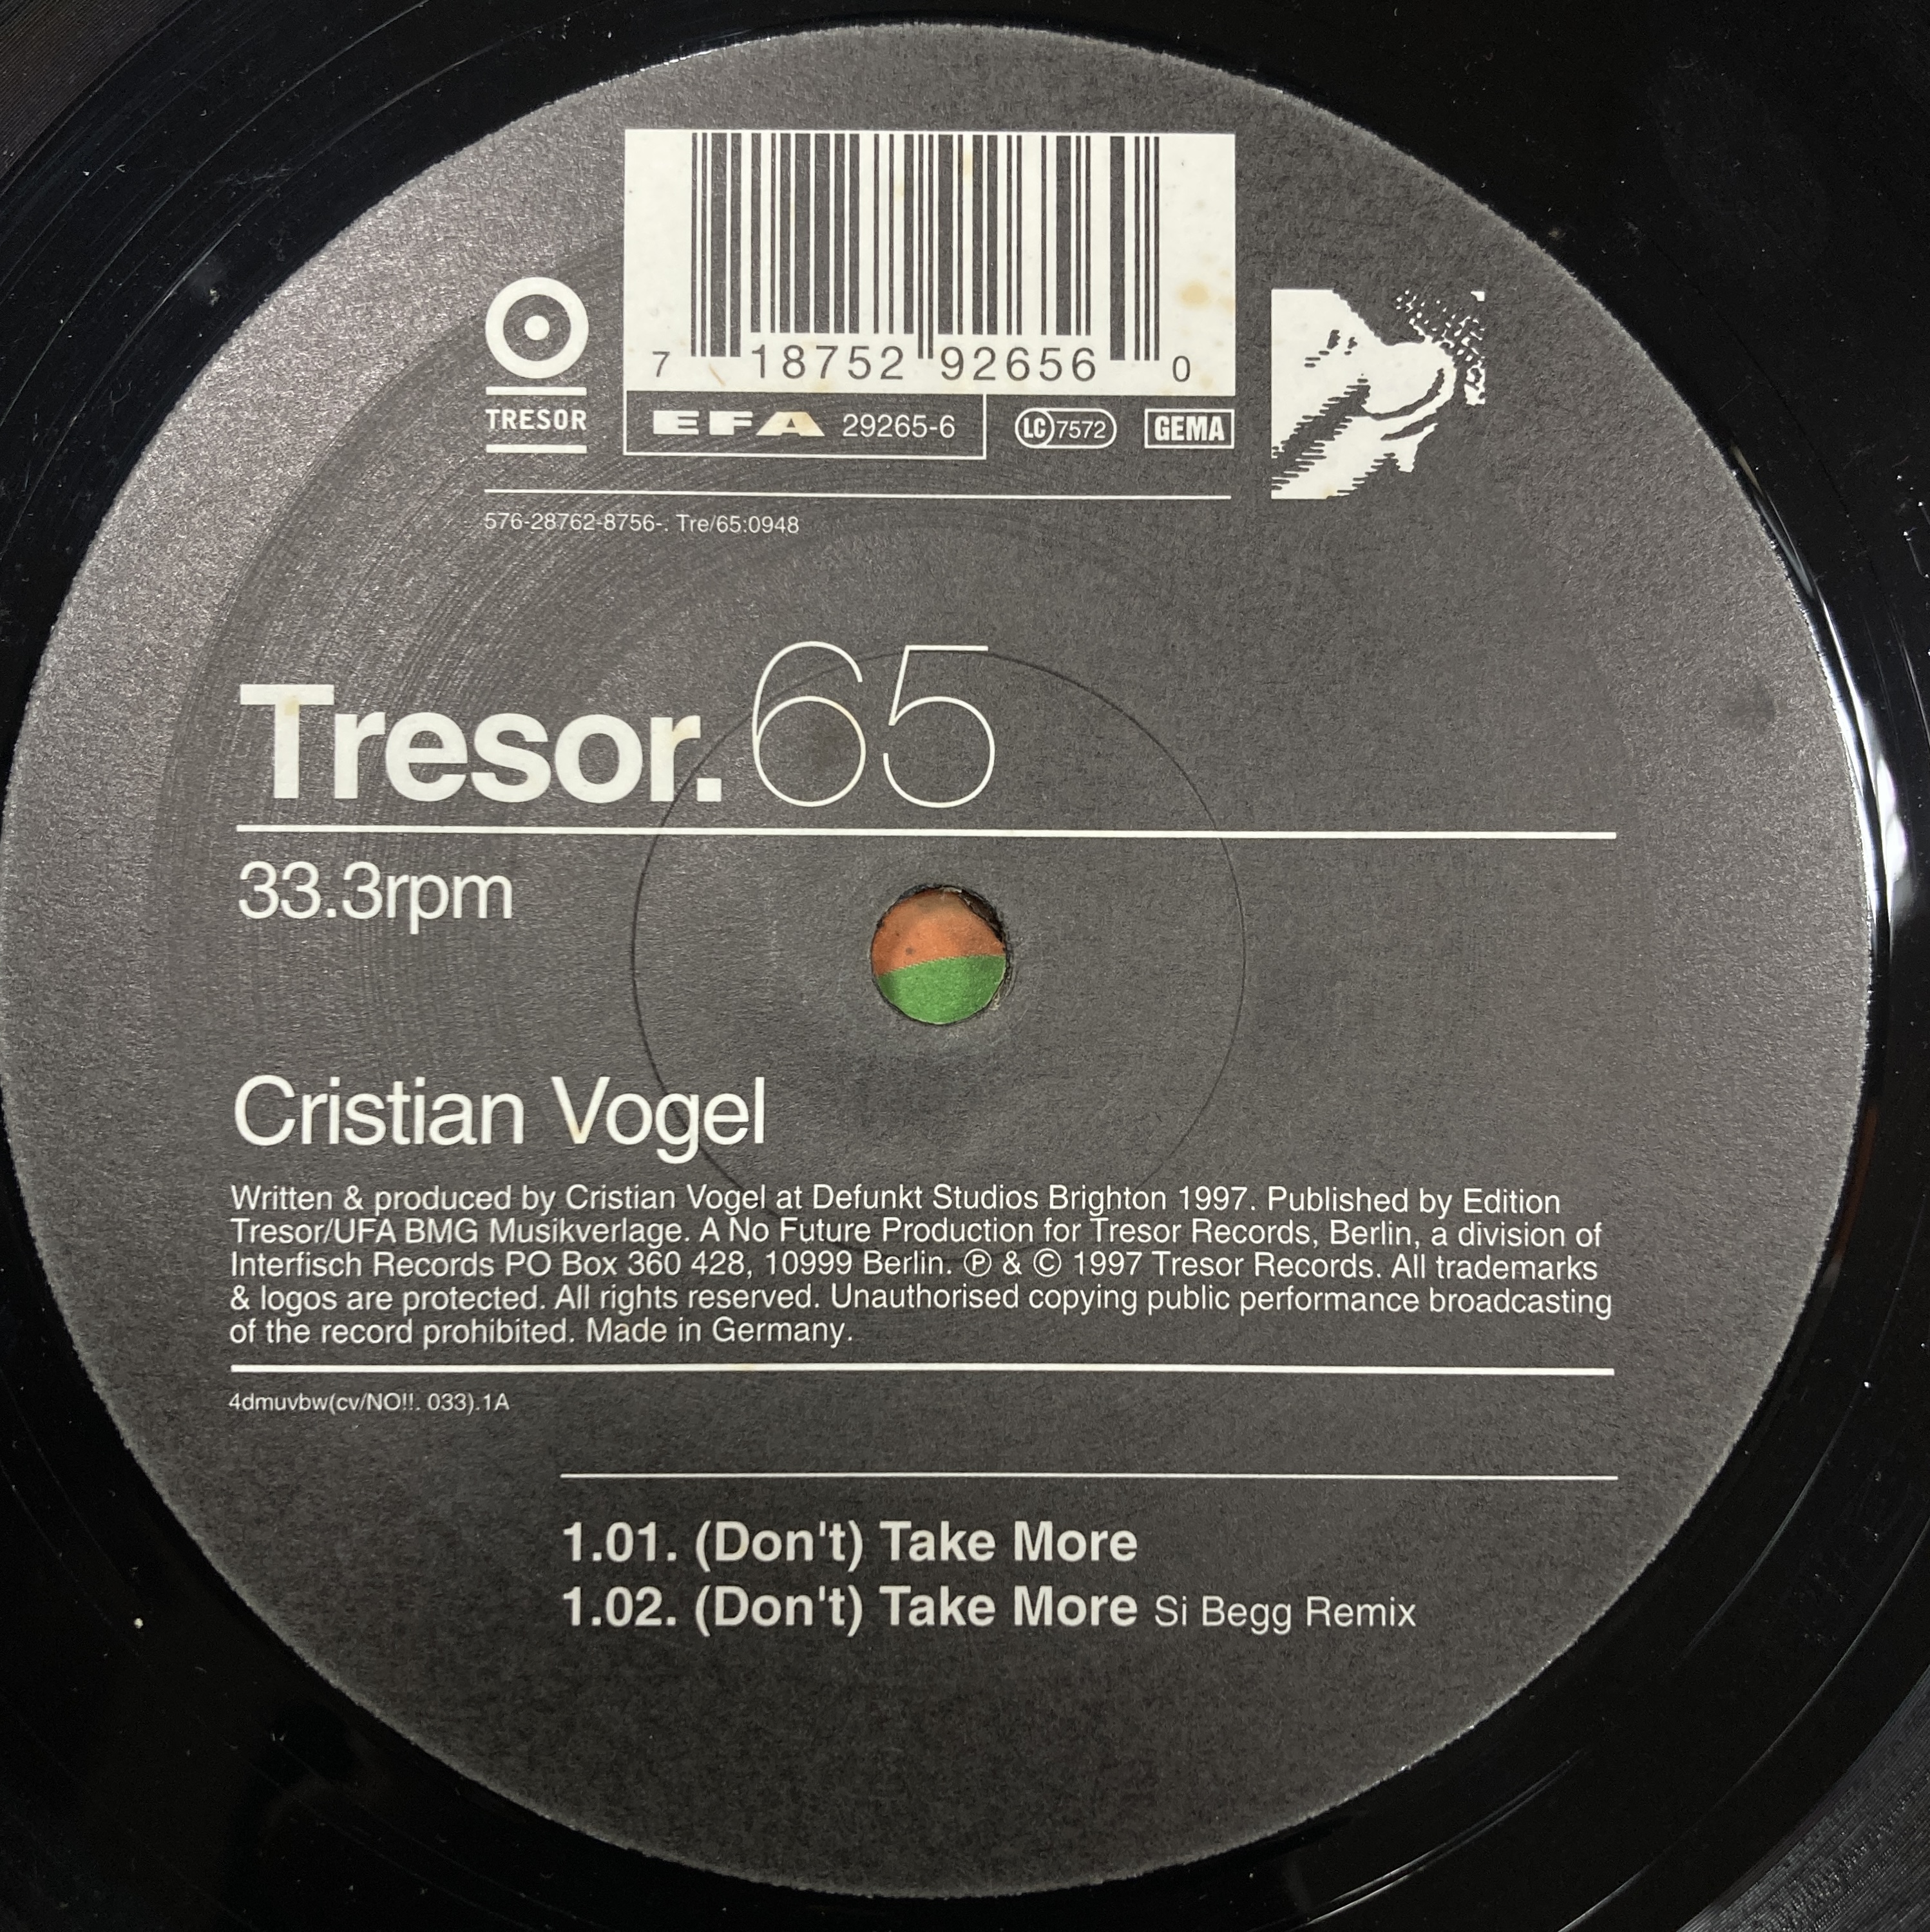 7 18752 92656 0
TRESOR
EFA 29265-6 LC 7572 GEMA
576-28762-8756-. Tre/65:0948
Tresor.65
33.3rpm
Cristian Vogel
Written & produced by Cristian Vogel at Defunkt Studios Brighton 1997. Published by Edition
Tresor/UFA BMG Musikverlage. A No Future Production for Tresor Records, Berlin, a division of
Interfisch Records PO Box 360 428, 10999 Berlin. ℗ & © 1997 Tresor Records. All trademarks
& logos are protected. All rights reserved. Unauthorised copying public performance broadcasting
of the record prohibited. Made in Germany.
4dmuvbw(cv/NO!!. 033).1A
1.01. (Don't) Take More
1.02. (Don't) Take More Si Begg Remix